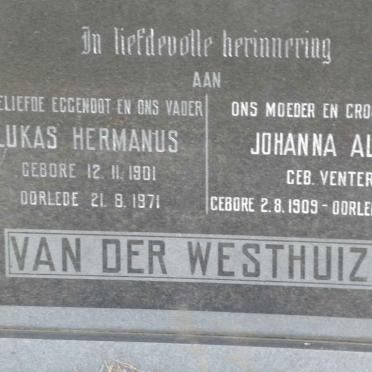 In liefdevolle herinnering
AAN
ELIEFDE EGGENOOT EN ONS VADER
LUKAS HERMANUS
GEBORE 12.11.1901
OORLEDE 21.9.1971
ONS MOEDER EN GRO
JOHANNA AL
GEB. VENTER
GEBORE 2.8.1909 - OORLE
VAN DER WESTHUIZ